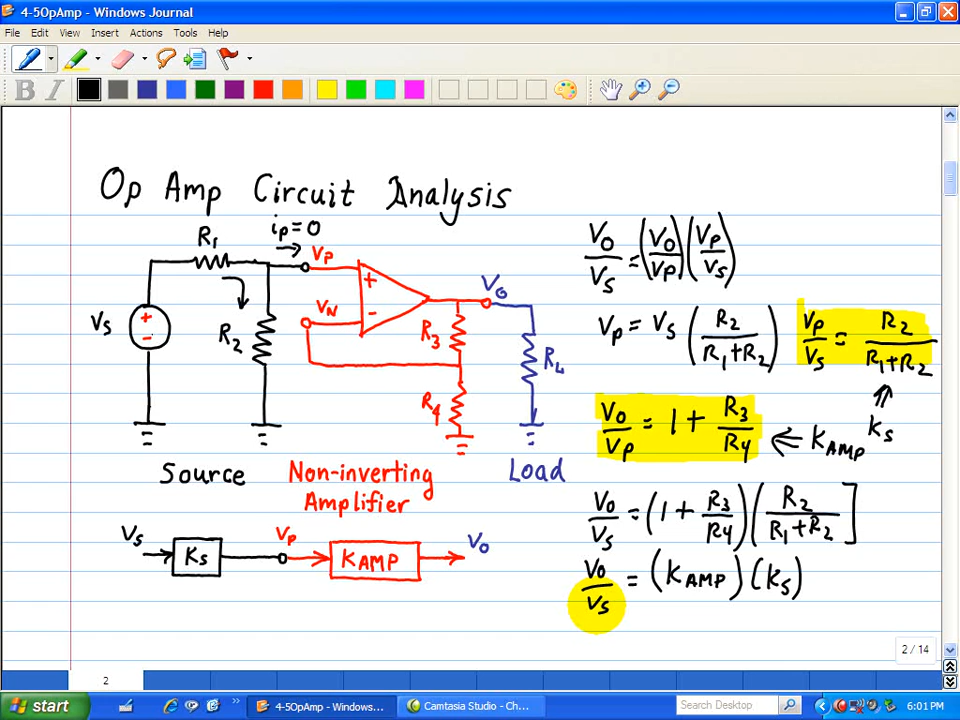 4-5OpAmp - Windows Journal
File Edit View Insert Actions Tools Help
B I
Op Amp Circuit Analysis
R1
ip=0
VP
+
-
VN
VS
+
-
R2
R3
R4
VO
RL
Source
Non-inverting
Amplifier
Load
VS
KS
VP
KAMP
VO
VO/VS = (VO/VP)(VP/VS)
VP = VS (R2/(R1+R2))
VP/VS = R2/(R1+R2)
VO/VP = 1 + R3/R4
⇐ KAMP
⇑
KS
VO/VS = (1 + R3/R4)(R2/(R1+R2)]
VO/VS = (KAMP)(KS)
2 / 14
2
start
4-5OpAmp - Windows...
Camtasia Studio - Ch...
Search Desktop
6:01 PM